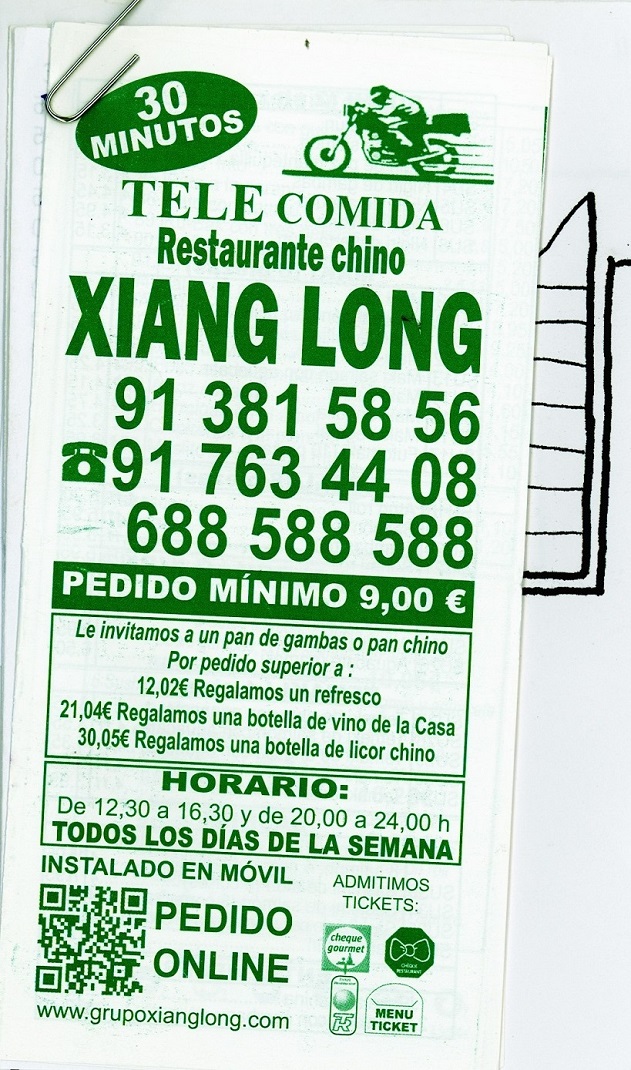 30
MINUTOS
TELE COMIDA
Restaurante chino
XIANG LONG
91 381 58 56
91 763 44 08
688 588 588
PEDIDO MÍNIMO 9,00 €
Le invitamos a un pan de gambas o pan chino
Por pedido superior a :
12,02€ Regalamos un refresco
21,04€ Regalamos una botella de vino de la Casa
30,05€ Regalamos una botella de licor chino
HORARIO:
De 12,30 a 16,30 y de 20,00 a 24,00 h
TODOS LOS DÍAS DE LA SEMANA
INSTALADO EN MÓVIL
PEDIDO
ONLINE
www.grupoxianglong.com
ADMITIMOS
TICKETS:
cheque
gourmet
CHÈQUE
RESTAURANT
MENU
TICKET